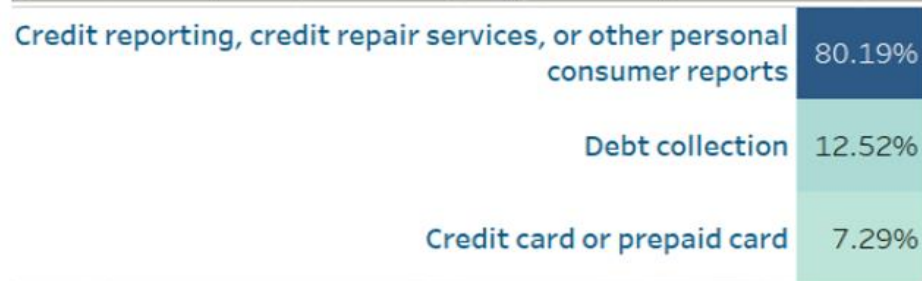 Credit reporting, credit repair services, or other personal
consumer reports
80.19%
Debt collection 12.52%
Credit card or prepaid card 7.29%